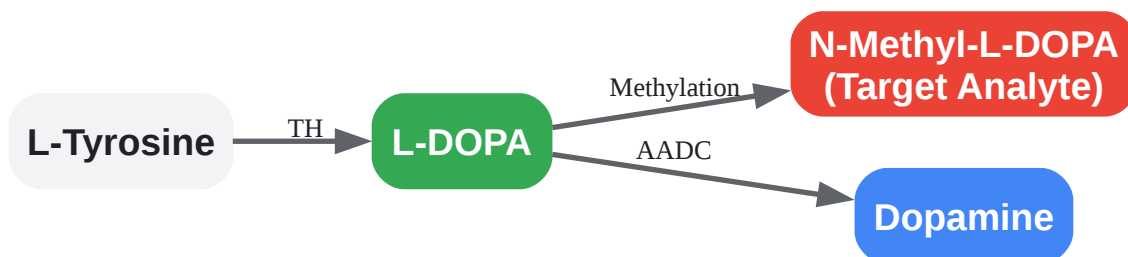 L-Tyrosine
TH
L-DOPA
Methylation
AADC
N-Methyl-L-DOPA
(Target Analyte)
Dopamine